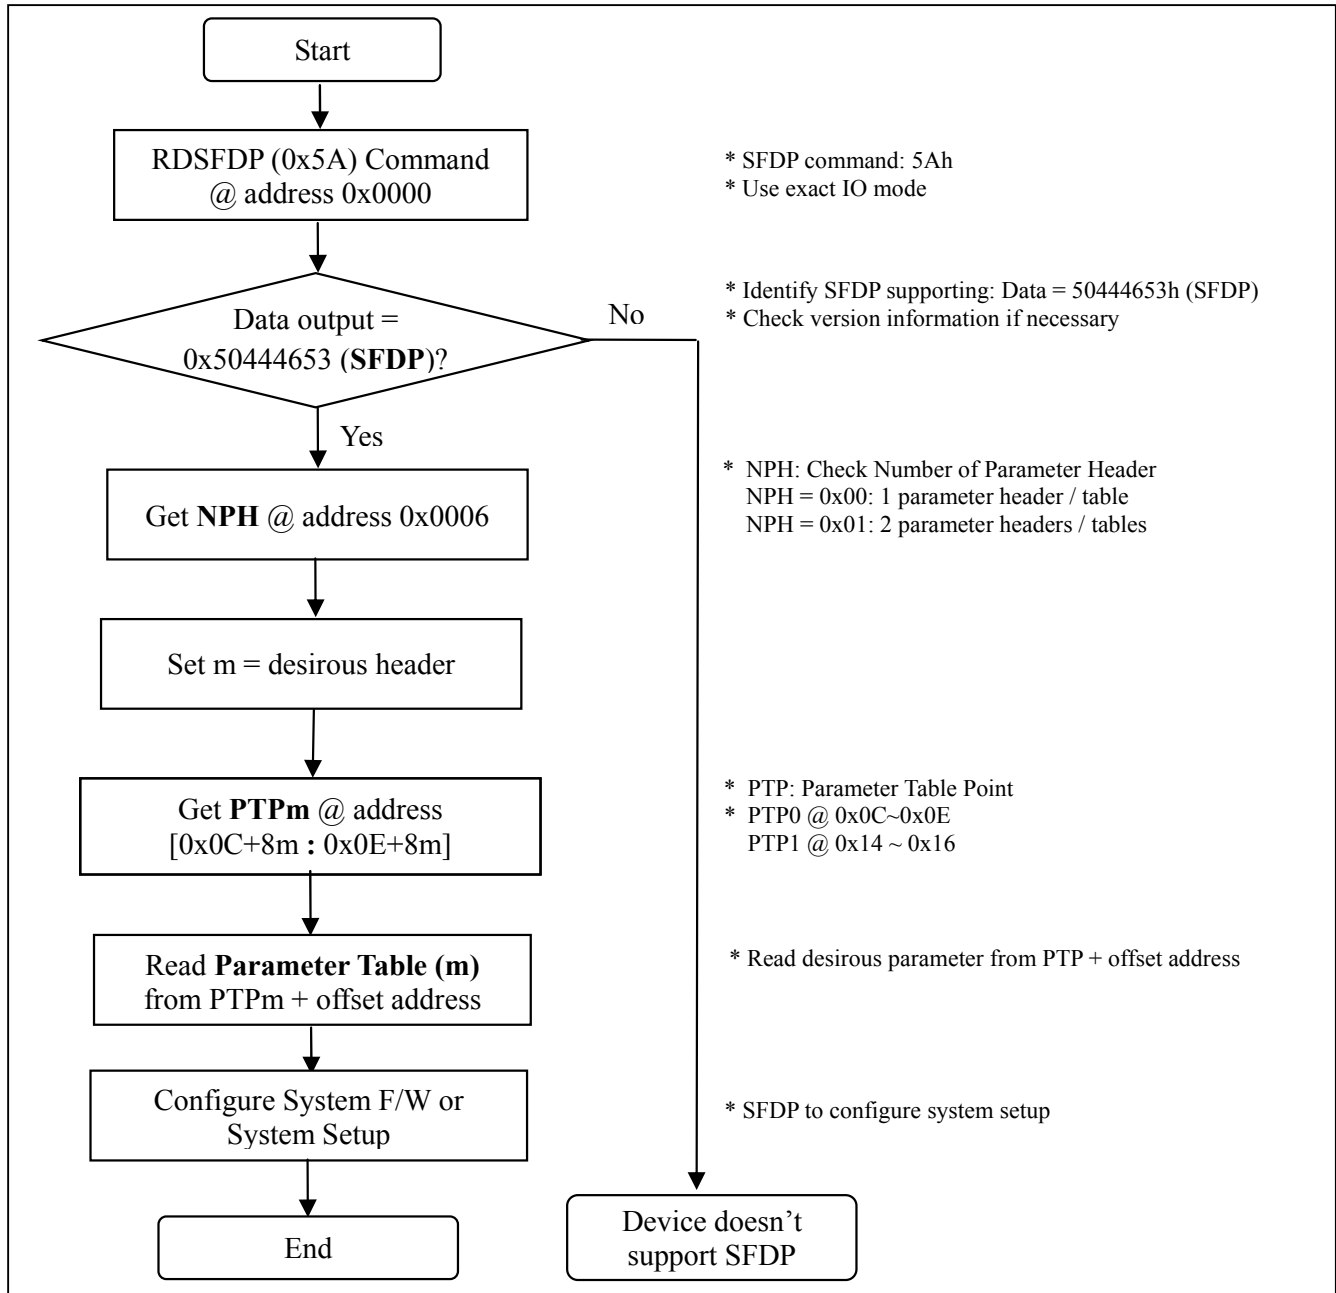 Start
RDSFDP (0x5A) Command
@ address 0x0000
* SFDP command: 5Ah
* Use exact IO mode
Data output =
0x50444653 (SFDP)?
No
Yes
* Identify SFDP supporting: Data = 50444653h (SFDP)
* Check version information if necessary
Get NPH @ address 0x0006
* NPH: Check Number of Parameter Header
NPH = 0x00: 1 parameter header / table
NPH = 0x01: 2 parameter headers / tables
Set m = desirous header
Get PTPm @ address
[0x0C+8m : 0x0E+8m]
* PTP: Parameter Table Point
* PTP0 @ 0x0C~0x0E
PTP1 @ 0x14 ~ 0x16
Read Parameter Table (m)
from PTPm + offset address
* Read desirous parameter from PTP + offset address
Configure System F/W or
System Setup
* SFDP to configure system setup
End
Device doesn't
support SFDP